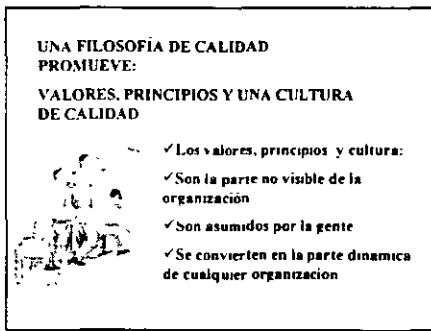 UNA FILOSOFÍA DE CALIDAD
PROMUEVE:
VALORES, PRINCIPIOS Y UNA CULTURA
DE CALIDAD
✓Los valores, principios y cultura:
✓Son la parte no visible de la
organización
✓Son asumidos por la gente
✓Se convierten en la parte dinamica
de cualquier organizacion